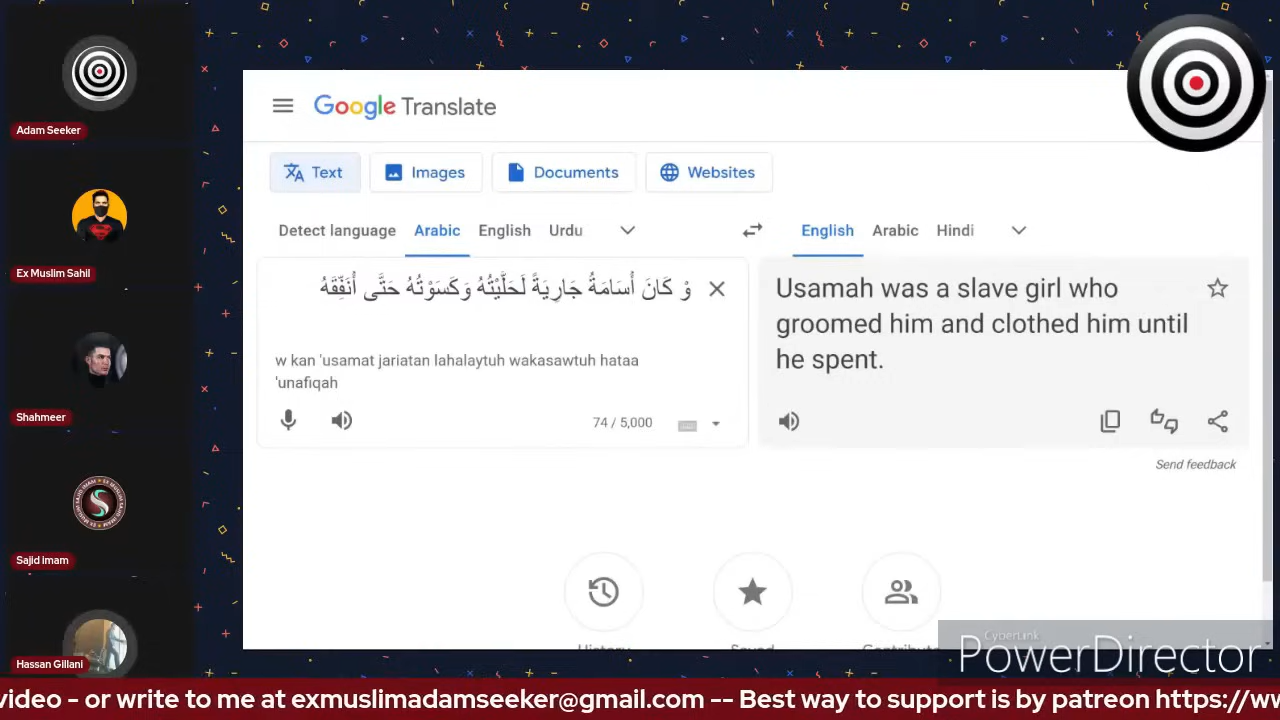 Adam Seeker
Ex Muslim Sahil
Shahmeer
Sajid Imam
Hassan Gillani
Google Translate
Text Images Documents Websites
Detect language Arabic English Urdu
English Arabic Hindi
وْ كَانَ أُسَامَةُ جَارِيَةً لَحَلَّيْتُهُ وَكَسَوْتُهُ حَتَّى أُنَفِّقَهُ
w kan 'usamat jariatan lahalaytuh wakasawtuh hataa
'unafiqah
74 / 5,000
Usamah was a slave girl who
groomed him and clothed him until
he spent.
Send feedback
History Saved
CyberLink
PowerDirector
video - or write to me at exmuslimadamseeker@gmail.com -- Best way to support is by patreon https://ww